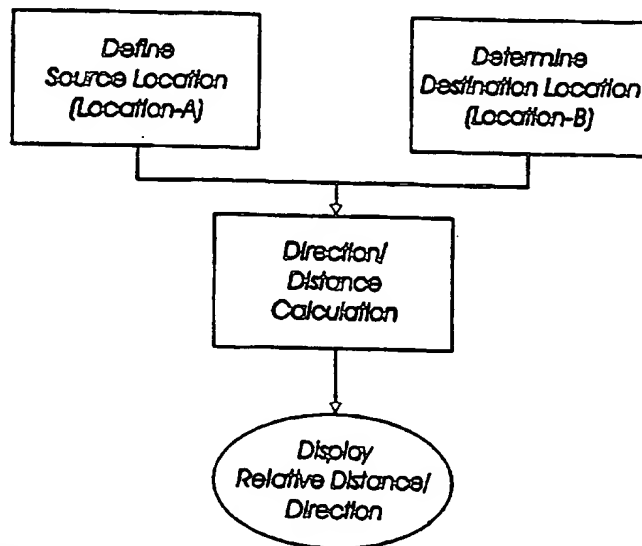 Define
Source Location
(Location-A)
Determine
Destination Location
(Location-B)
Direction/
Distance
Calculation
Display
Relative Distance/
Direction